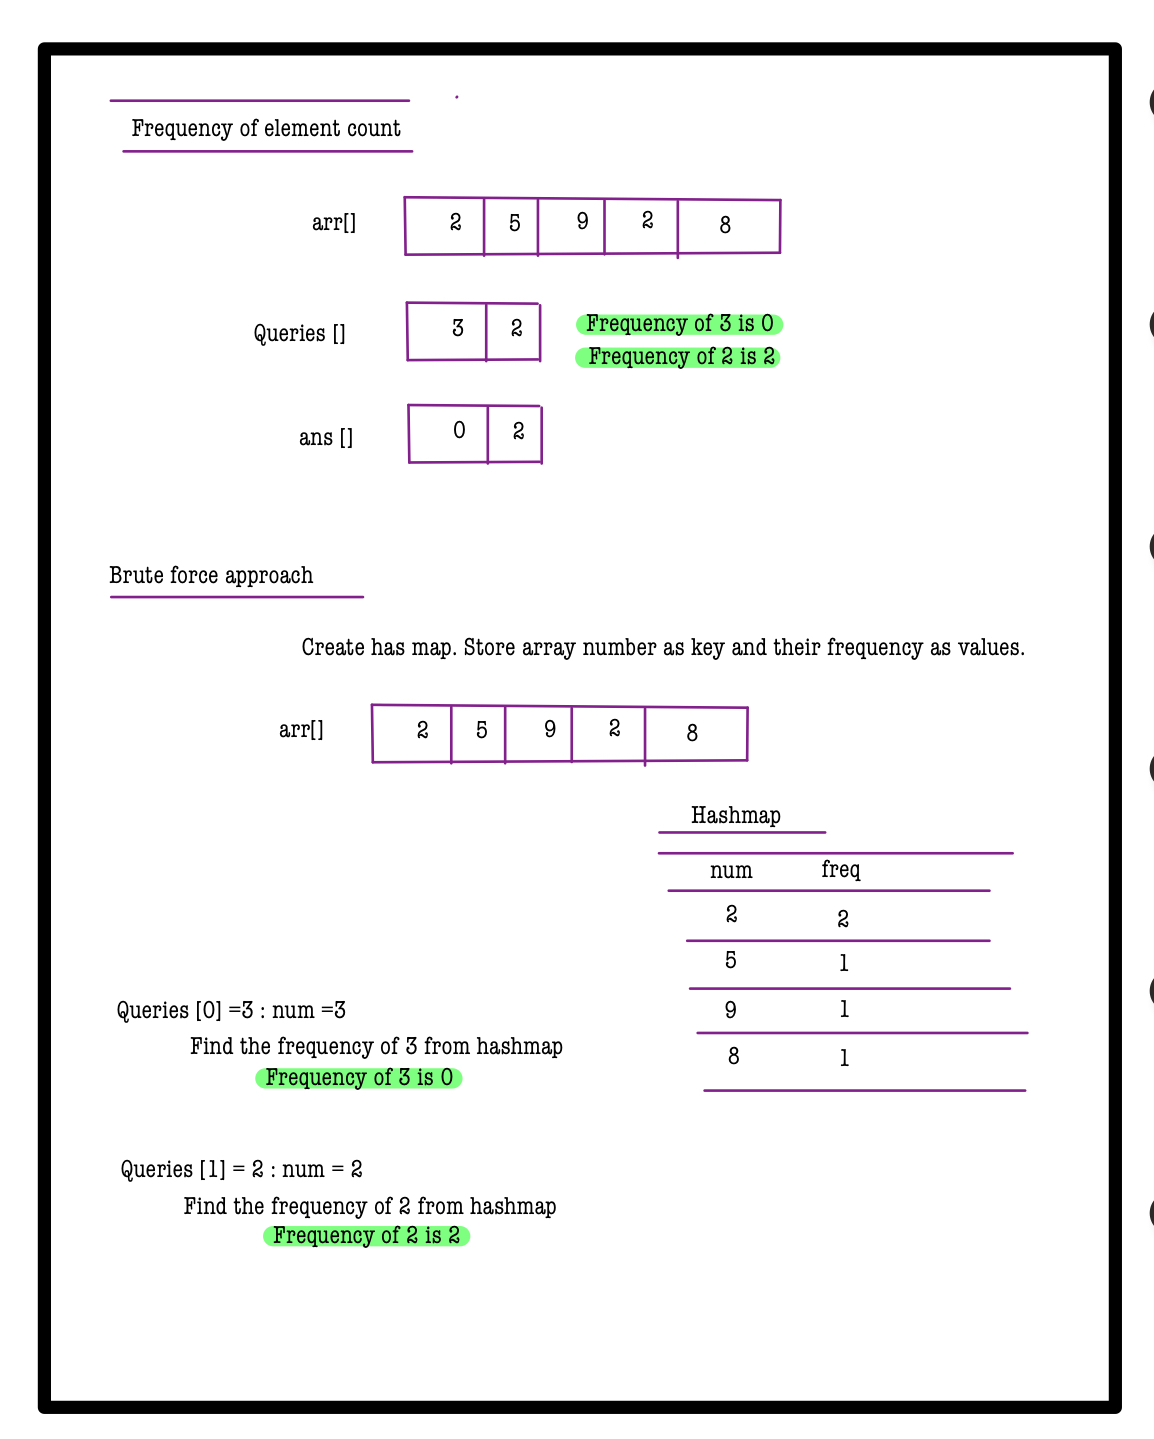 Frequency of element count
arr[] 2 5 9 2 8
Queries [] 3 2 Frequency of 3 is 0
Frequency of 2 is 2
ans [] 0 2
Brute force approach
Create has map. Store array number as key and their frequency as values.
arr[] 2 5 9 2 8
Hashmap
num freq
2 2
5 1
9 1
8 1
Queries [0] =3 : num =3
Find the frequency of 3 from hashmap
Frequency of 3 is 0
Queries [1] = 2 : num = 2
Find the frequency of 2 from hashmap
Frequency of 2 is 2